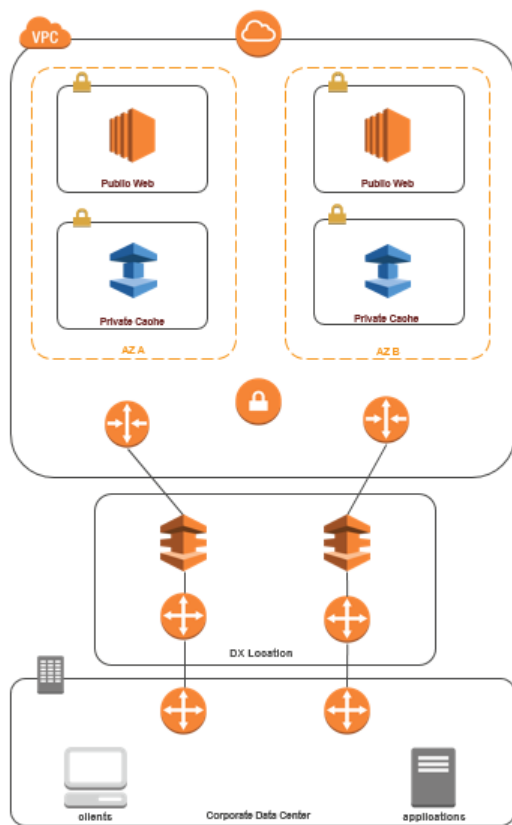 VPC
Public Web
Public Web
Private Cache
Private Cache
AZ A
AZ B
DX Location
clients
Corporate Data Center
applications